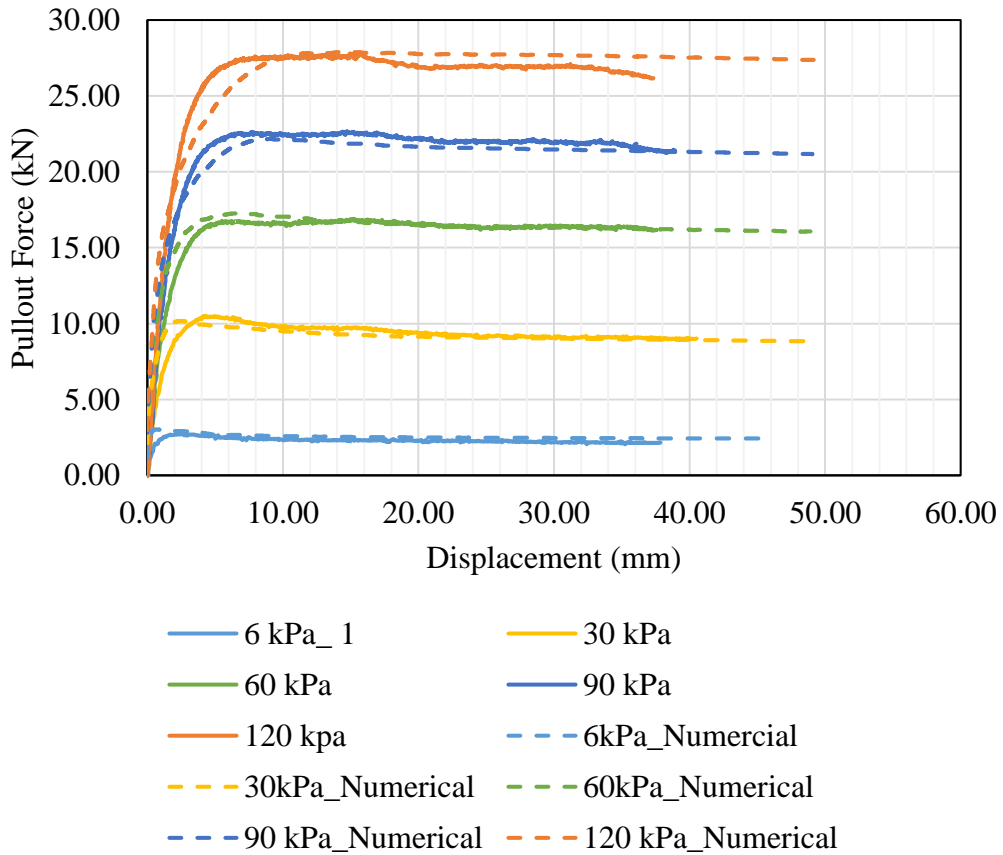 30.00
25.00
20.00
15.00
10.00
5.00
0.00
Pullout Force (kN)
0.00 10.00 20.00 30.00 40.00 50.00 60.00
Displacement (mm)
6 kPa_ 1 30 kPa
60 kPa 90 kPa
120 kpa 6kPa_Numercial
30kPa_Numerical 60kPa_Numerical
90 kPa_Numerical 120 kPa_Numerical